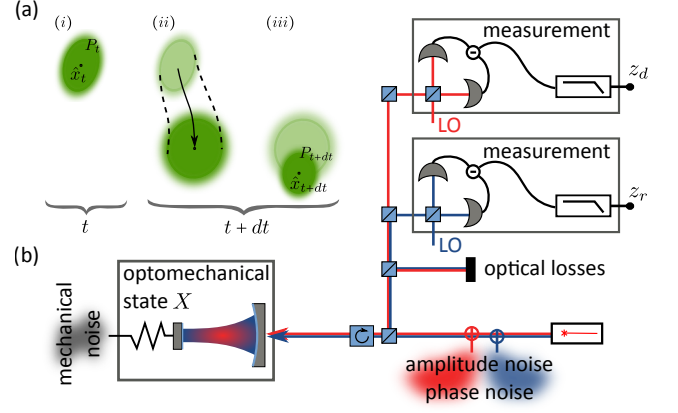 (a)
(i)
(ii)
(iii)
P_t
x̂_t
P_{t+dt}
x̂_{t+dt}
t
t + dt
measurement
z_d
LO
measurement
z_r
LO
optical losses
(b)
optomechanical
state X
mechanical
noise
amplitude noise
phase noise